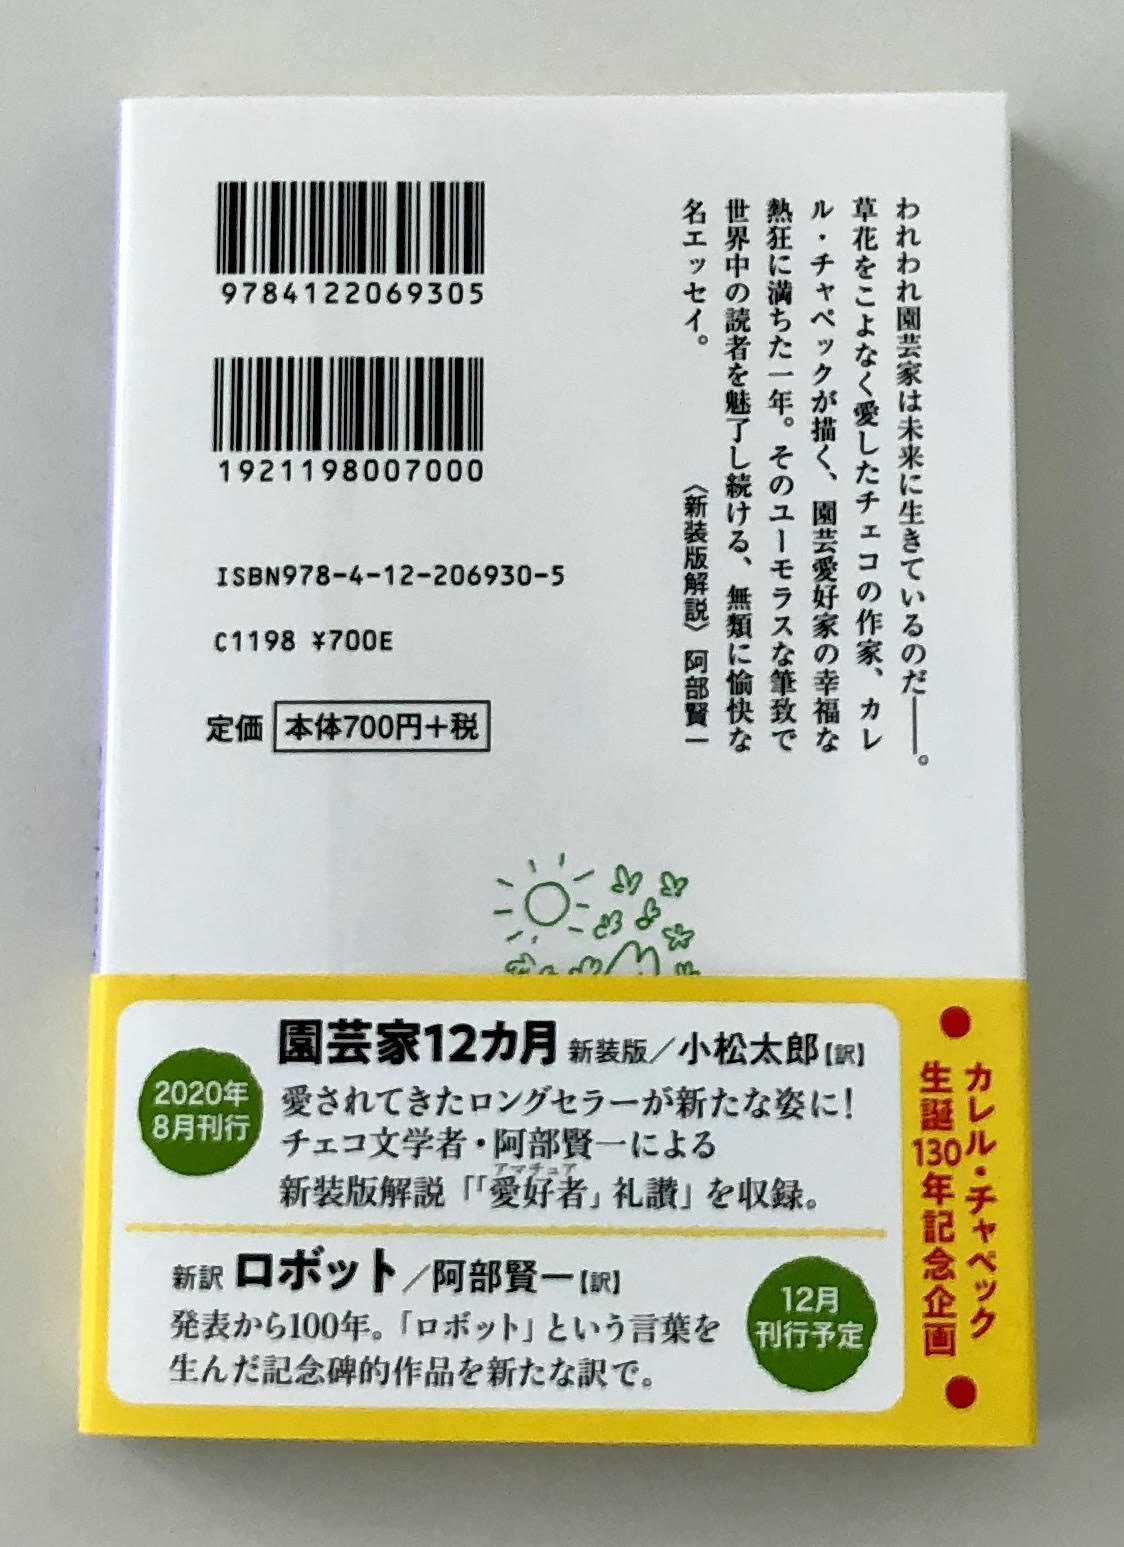 われわれ園芸家は未来に生きているのだ――。
草花をこよなく愛したチェコの作家、カレ
ル・チャペックが描く、園芸愛好家の幸福な
熱狂に満ちた一年。そのユーモラスな筆致で
世界中の読者を魅了し続ける、無類に愉快な
名エッセイ。
〈新装版解説〉阿部賢一
9784122069305
1921198007000
ISBN978-4-12-206930-5
C1198 ¥700E
定価 本体700円+税
カレル・チャペック
生誕130年記念企画
2020年
8月刊行
園芸家12カ月 新装版/小松太郎【訳】
愛されてきたロングセラーが新たな姿に!
チェコ文学者・阿部賢一による
アマチュア
新装版解説「「愛好者」礼讃」を収録。
新訳 ロボット/阿部賢一【訳】
発表から100年。「ロボット」という言葉を
生んだ記念碑的作品を新たな訳で。
12月
刊行予定